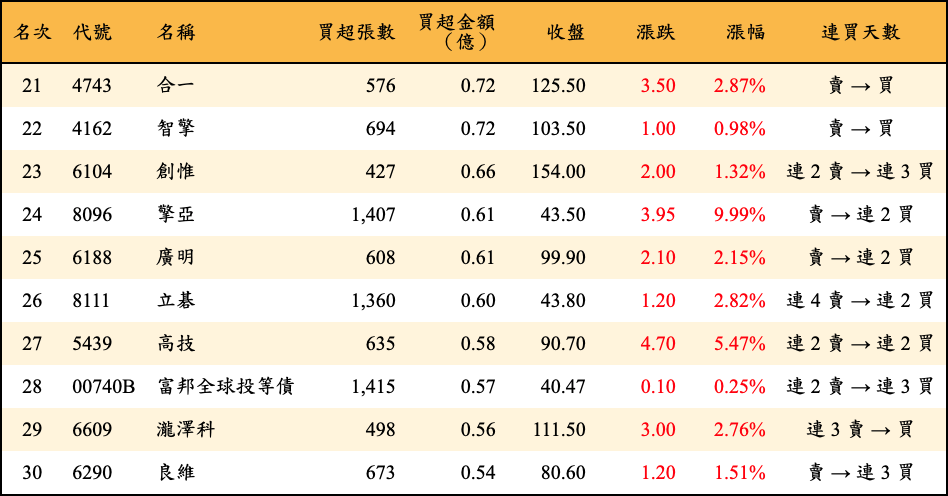 名次 代號 名稱 買超張數 買超金額（億） 收盤 漲跌 漲幅 連買天數
21 4743 合一 576 0.72 125.50 3.50 2.87% 賣 → 買
22 4162 智擎 694 0.72 103.50 1.00 0.98% 賣 → 買
23 6104 創惟 427 0.66 154.00 2.00 1.32% 連 2 賣 → 連 3 買
24 8096 擎亞 1,407 0.61 43.50 3.95 9.99% 賣 → 連 2 買
25 6188 廣明 608 0.61 99.90 2.10 2.15% 賣 → 連 2 買
26 8111 立碁 1,360 0.60 43.80 1.20 2.82% 連 4 賣 → 連 2 買
27 5439 高技 635 0.58 90.70 4.70 5.47% 連 2 賣 → 連 2 買
28 00740B 富邦全球投等債 1,415 0.57 40.47 0.10 0.25% 連 2 賣 → 連 3 買
29 6609 瀧澤科 498 0.56 111.50 3.00 2.76% 連 3 賣 → 買
30 6290 良維 673 0.54 80.60 1.20 1.51% 賣 → 連 3 買